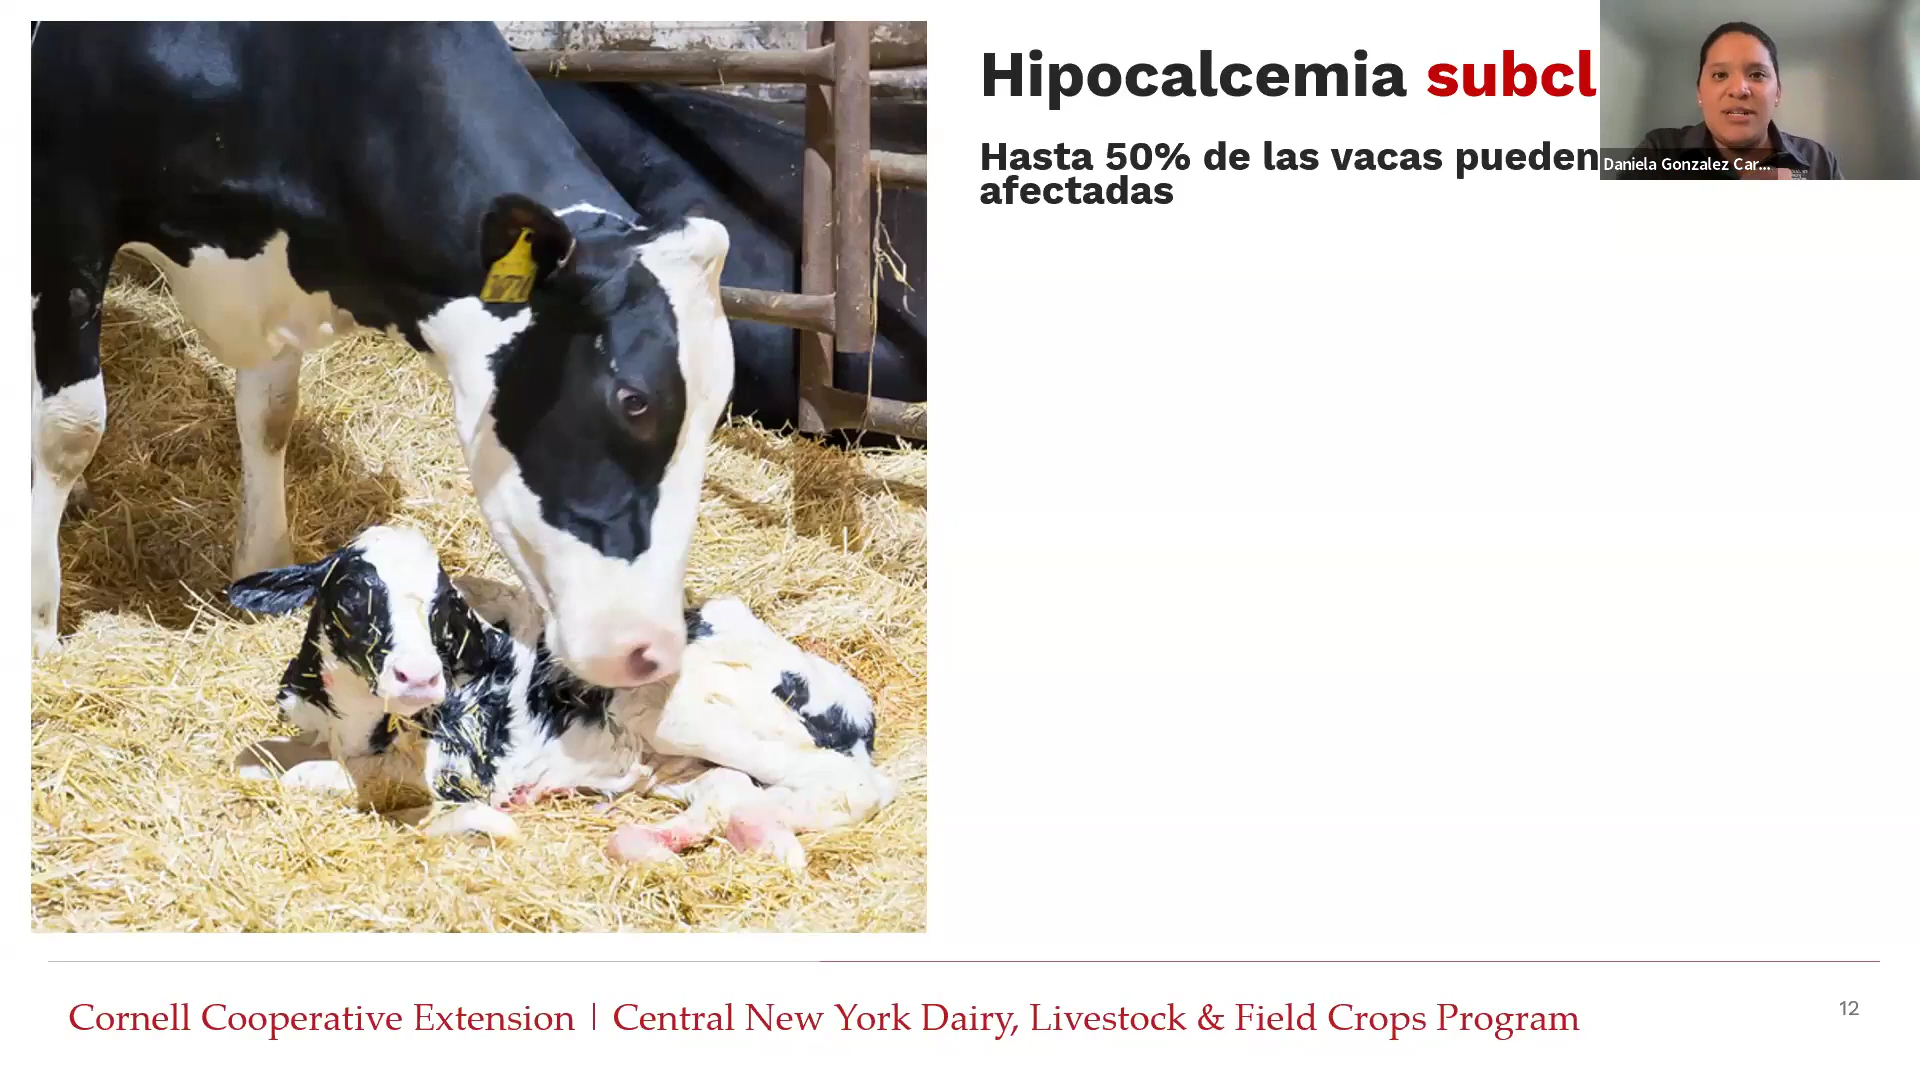 Hipocalcemia subcl
Hasta 50% de las vacas pueden
afectadas
Daniela Gonzalez Car...
Cornell Cooperative Extension | Central New York Dairy, Livestock & Field Crops Program
12